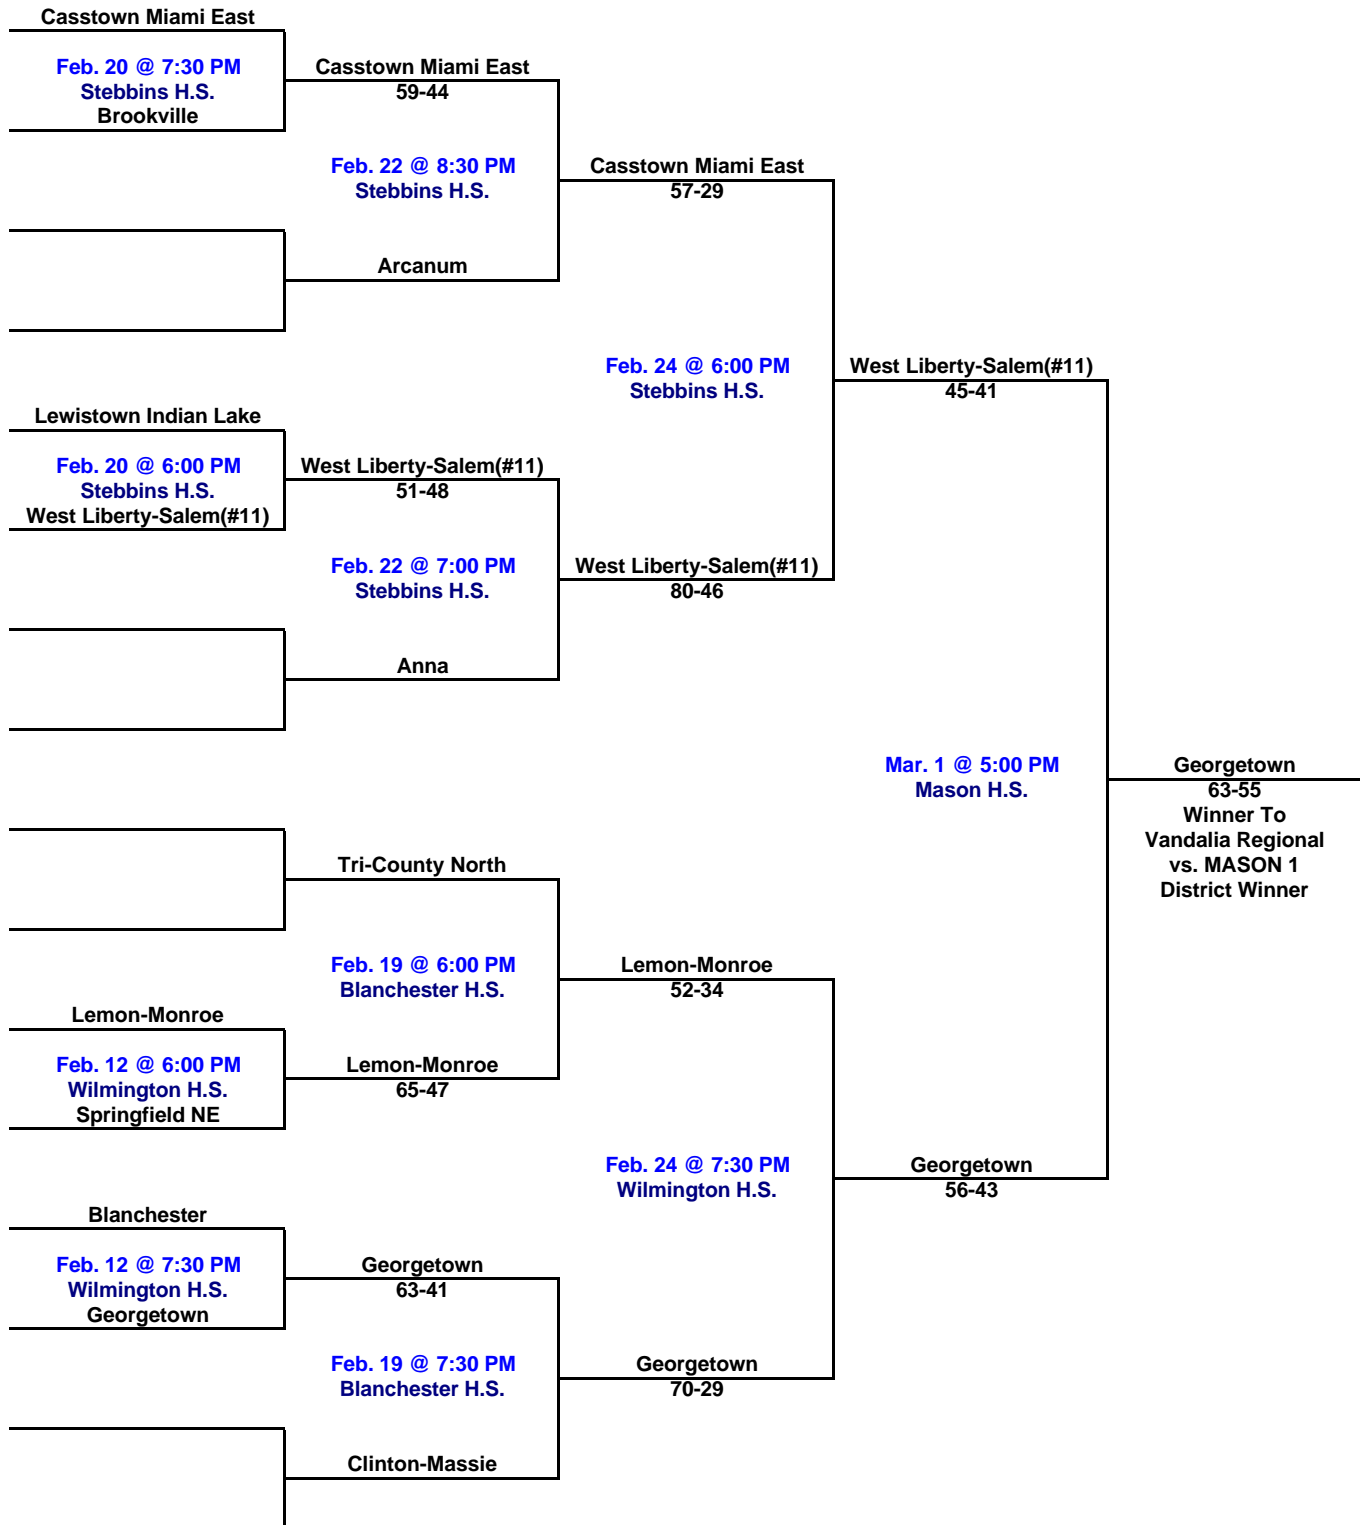 Casstown Miami East
Feb. 20 @ 7:30 PM
Stebbins H.S.
Brookville
Casstown Miami East
59-44
Feb. 22 @ 8:30 PM
Stebbins H.S.
Arcanum
Casstown Miami East
57-29
Feb. 24 @ 6:00 PM
Stebbins H.S.
West Liberty-Salem(#11)
45-41
Lewistown Indian Lake
Feb. 20 @ 6:00 PM
Stebbins H.S.
West Liberty-Salem(#11)
West Liberty-Salem(#11)
51-48
Feb. 22 @ 7:00 PM
Stebbins H.S.
Anna
West Liberty-Salem(#11)
80-46
Mar. 1 @ 5:00 PM
Mason H.S.
Georgetown
63-55
Winner To
Vandalia Regional
vs. MASON 1
District Winner
Tri-County North
Feb. 19 @ 6:00 PM
Blanchester H.S.
Lemon-Monroe
52-34
Lemon-Monroe
Feb. 12 @ 6:00 PM
Wilmington H.S.
Springfield NE
Lemon-Monroe
65-47
Feb. 24 @ 7:30 PM
Wilmington H.S.
Georgetown
56-43
Blanchester
Feb. 12 @ 7:30 PM
Wilmington H.S.
Georgetown
Georgetown
63-41
Feb. 19 @ 7:30 PM
Blanchester H.S.
Georgetown
70-29
Clinton-Massie